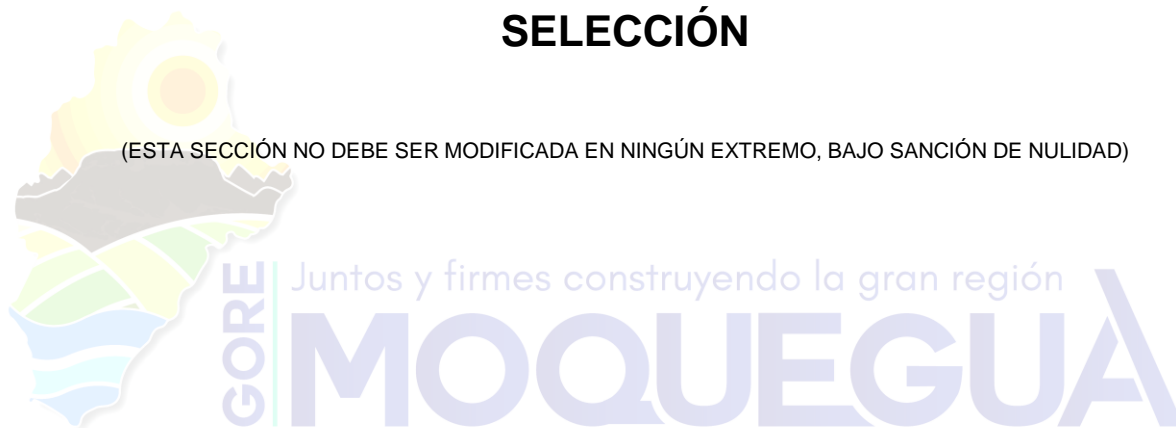 SELECCIÓN
(ESTA SECCIÓN NO DEBE SER MODIFICADA EN NINGÚN EXTREMO, BAJO SANCIÓN DE NULIDAD)
Juntos y firmes construyendo la gran región
GORE
MOQUEGUA